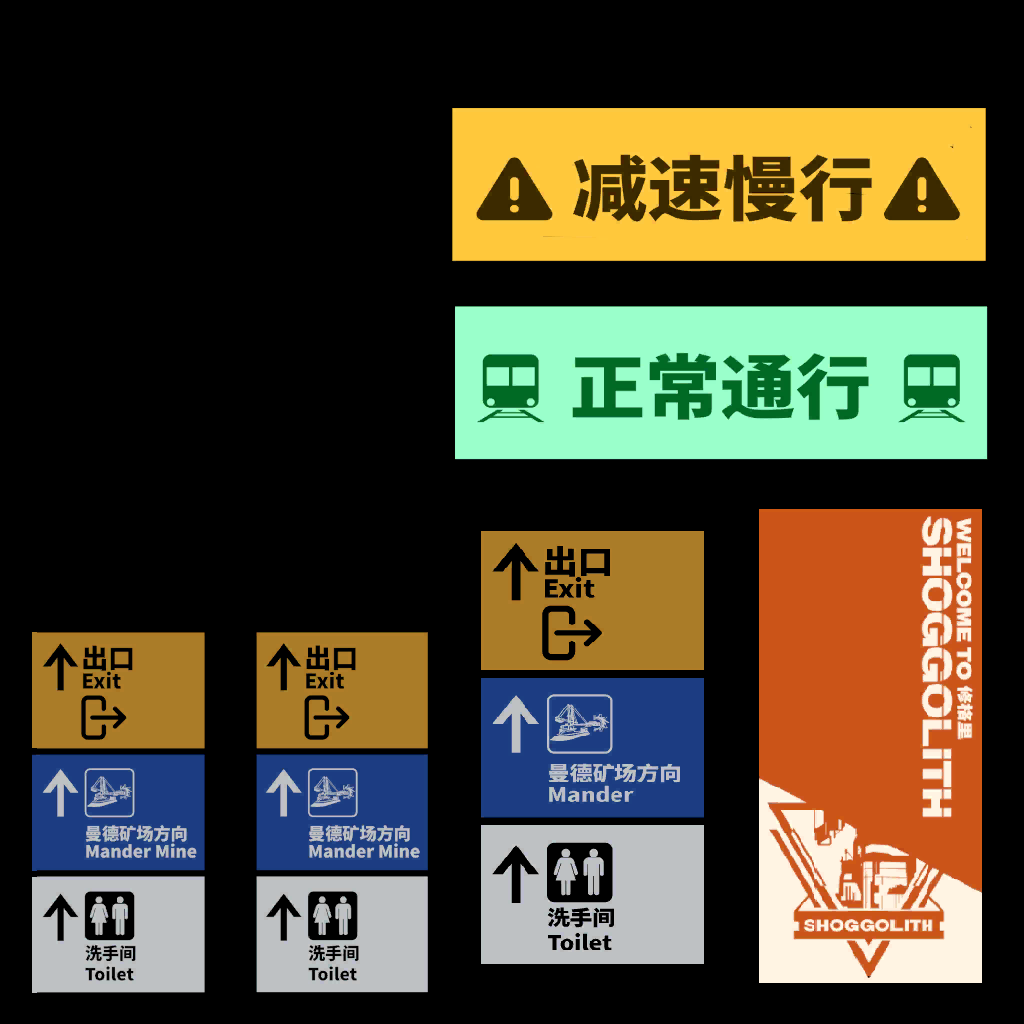 减速慢行
正常通行
出口
Exit
曼德矿场方向
Mander Mine
洗手间
Toilet
出口
Exit
曼德矿场方向
Mander Mine
洗手间
Toilet
出口
Exit
曼德矿场方向
Mander
洗手间
Toilet
WELCOME TO 修格里
SHOGGOLITH
SHOGGOLITH